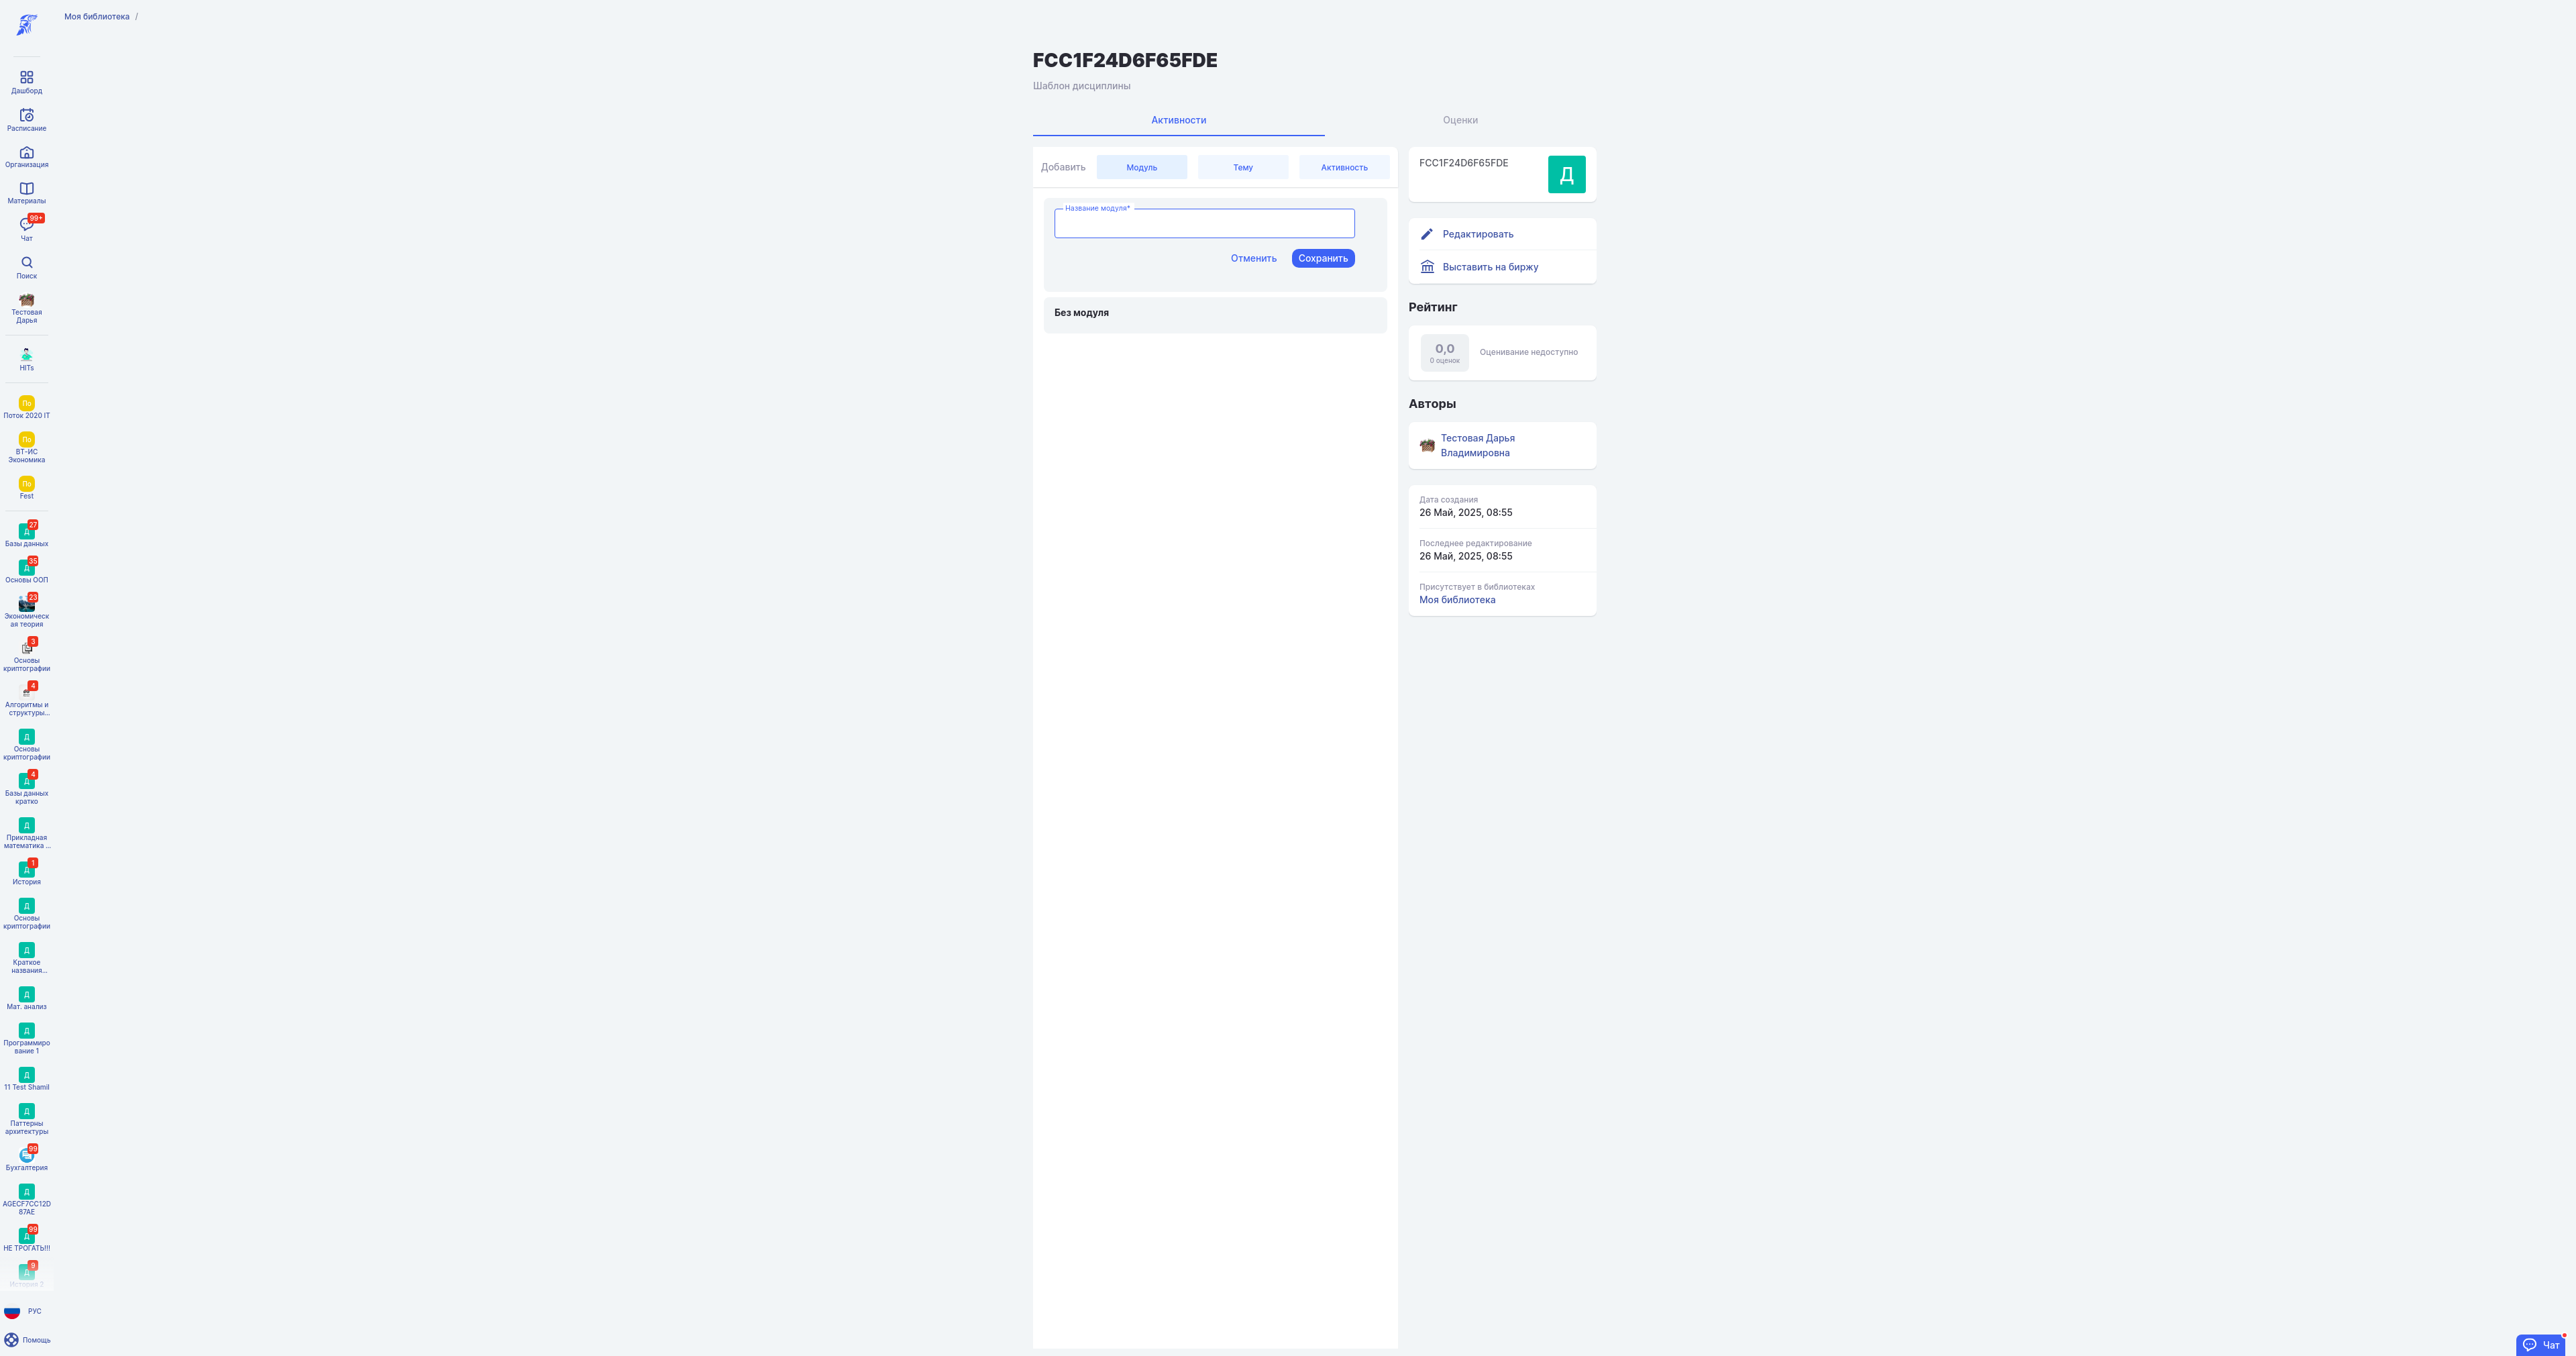 Моя библиотека /
Дашборд
Расписание
Организация
Материалы
99+
Чат
Поиск
Тестовая
Дарья
HITs
По
Поток 2020 IT
По
ВТ-ИС
Экономика
По
Fest
27
Д
Базы данных
35
Д
Основы ООП
23
Экономическ
ая теория
3
Основы
криптографии
4
Алгоритмы и
структуры...
Д
Основы
криптографии
4
Д
Базы данных
кратко
Д
Прикладная
математика ...
1
Д
История
Д
Основы
криптографии
Д
Краткое
названия...
Д
Мат. анализ
Д
Программиро
вание 1
Д
11 Test Shamil
Д
Паттерны
архитектуры
99
Бухгалтерия
Д
AGECF7CC12D
87AE
99
Д
НЕ ТРОГАТЬ!!!
9
Д
История 2
РУС
Помощь
FCC1F24D6F65FDE
Шаблон дисциплины
Активности
Оценки
Добавить
Модуль
Тему
Активность
Название модуля*
Отменить
Сохранить
Без модуля
FCC1F24D6F65FDE
Д
Редактировать
Выставить на биржу
Рейтинг
0,0
0 оценок
Оценивание недоступно
Авторы
Тестовая Дарья
Владимировна
Дата создания
26 Май, 2025, 08:55
Последнее редактирование
26 Май, 2025, 08:55
Присутствует в библиотеках
Моя библиотека
Чат